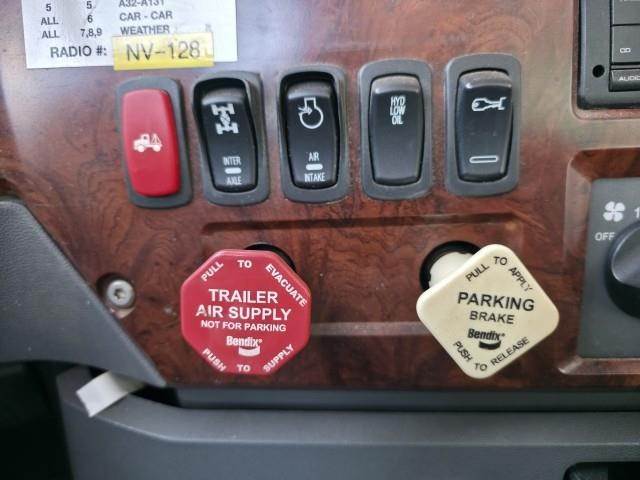 5 5. A32-A131
ALL 6 CAR - CAR
ALL 7,8,9 WEATHER
RADIO #: NV-128
INTER
AXLE
AIR
INTAKE
HYD
LOW
OIL
AUDIO
1
OFF
PULL TO EVACUATE
TRAILER
AIR SUPPLY
NOT FOR PARKING
Bendix
PUSH TO SUPPLY
PULL TO APPLY
PARKING
BRAKE
Bendix
PUSH TO RELEASE